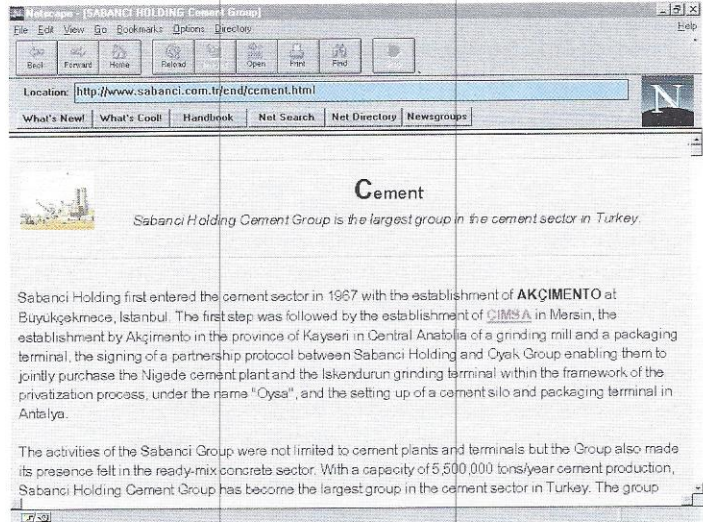 Netscape - [SABANCI HOLDING Cement Group]
File Edit View Go Bookmarks Options Directory Help
Back Forward Home Reload Open Print Find
Location: http://www.sabanci.com.tr/end/cement.html
N
What's New! What's Cool! Handbook Net Search Net Directory Newsgroups
Cement
Sabanci Holding Cement Group is the largest group in the cement sector in Turkey.
Sabanci Holding first entered the cement sector in 1967 with the establishment of AKÇIMENTO at
Buyukçekmece, Istanbul. The first step was followed by the establishment of ÇIMSA in Mersin, the
establishment by Akçimento in the province of Kayseri in Central Anatolia of a grinding mill and a packaging
terminal, the signing of a partnership protocol between Sabanci Holding and Oyak Group enabling them to
jointly purchase the Nigede cement plant and the Iskendurun grinding terminal within the framework of the
privatization process, under the name "Oysa", and the setting up of a cement silo and packaging terminal in
Antalya.
The activities of the Sabanci Group were not limited to cement plants and terminals but the Group also made
its presence felt in the ready-mix concrete sector. With a capacity of 5,500,000 tons/year cement production,
Sabanci Holding Cement Group has become the largest group in the cement sector in Turkey. The group